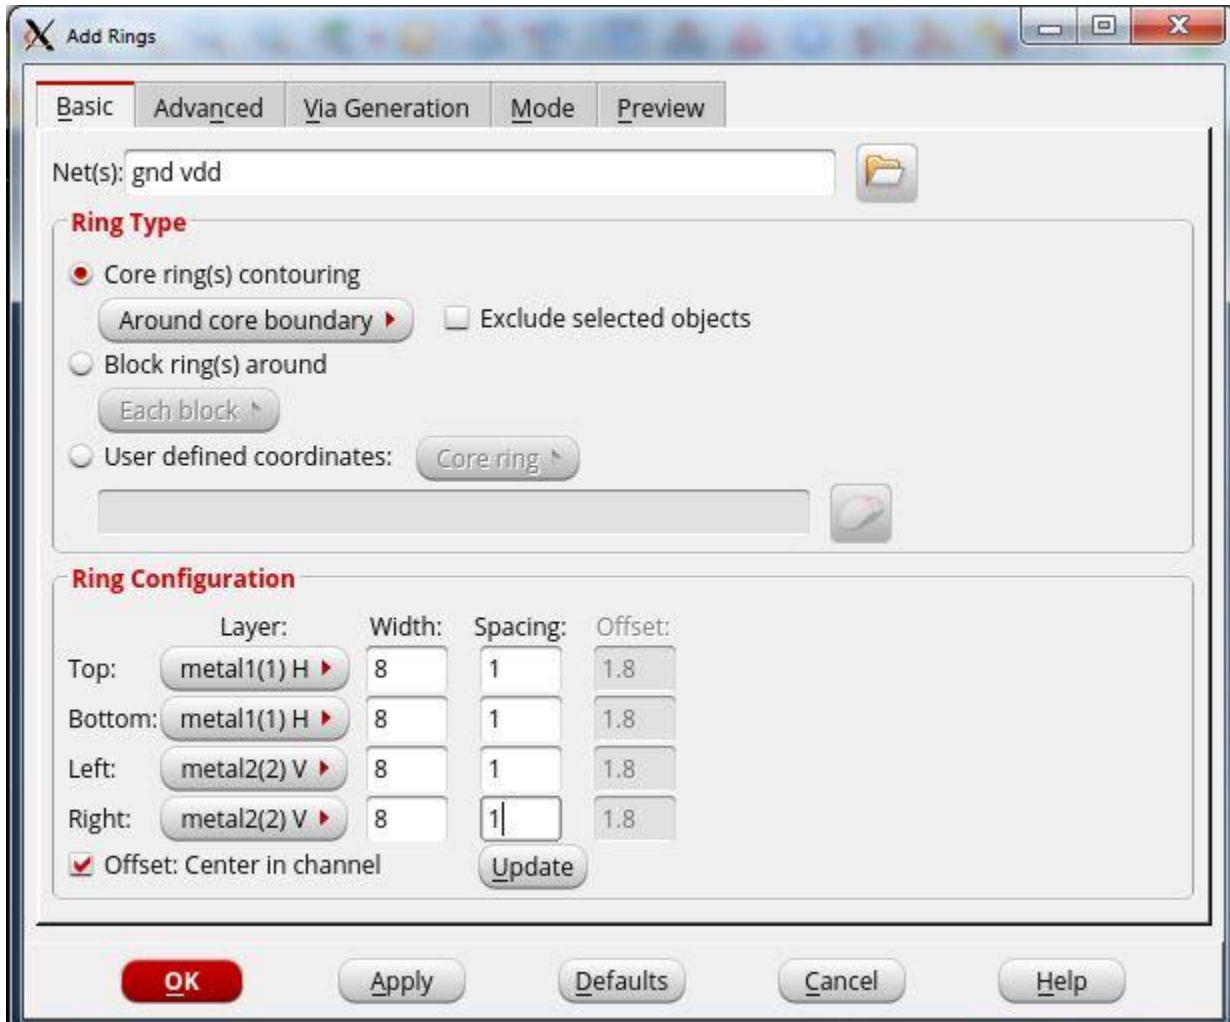 Add Rings
Basic Advanced Via Generation Mode Preview
Net(s): gnd vdd
Ring Type
Core ring(s) contouring
Around core boundary Exclude selected objects
Block ring(s) around
Each block
User defined coordinates: Core ring
Ring Configuration
Layer: Width: Spacing: Offset:
Top: metal1(1) H 8 1 1.8
Bottom: metal1(1) H 8 1 1.8
Left: metal2(2) V 8 1 1.8
Right: metal2(2) V 8 1 1.8
Offset: Center in channel Update
OK Apply Defaults Cancel Help